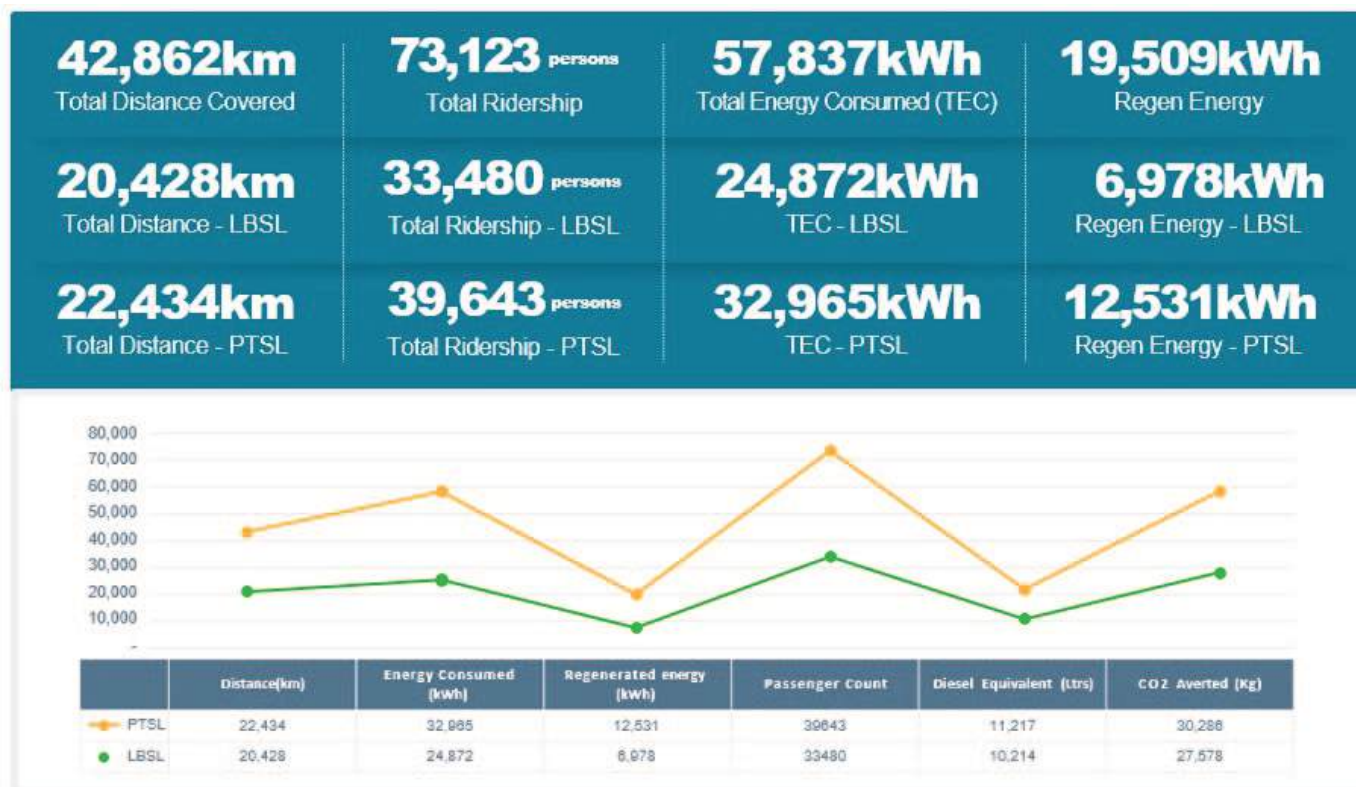 42,862km 73,123 persons 57,837kWh 19,509kWh
Total Distance Covered Total Ridership Total Energy Consumed (TEC) Regen Energy
20,428km 33,480 persons 24,872kWh 6,978kWh
Total Distance - LBSL Total Ridership - LBSL TEC - LBSL Regen Energy - LBSL
22,434km 39,643 persons 32,965kWh 12,531kWh
Total Distance - PTSL Total Ridership - PTSL TEC - PTSL Regen Energy - PTSL
80,000
70,000
60,000
50,000
40,000
30,000
20,000
10,000
-
Distance(km) Energy Consumed (kWh) Regenerated energy (kWh) Passenger Count Diesel Equivalent (Ltrs) CO2 Averted (Kg)
PTSL 22,434 32,965 12,531 39643 11,217 30,286
LBSL 20,428 24,872 6,978 33480 10,214 27,578